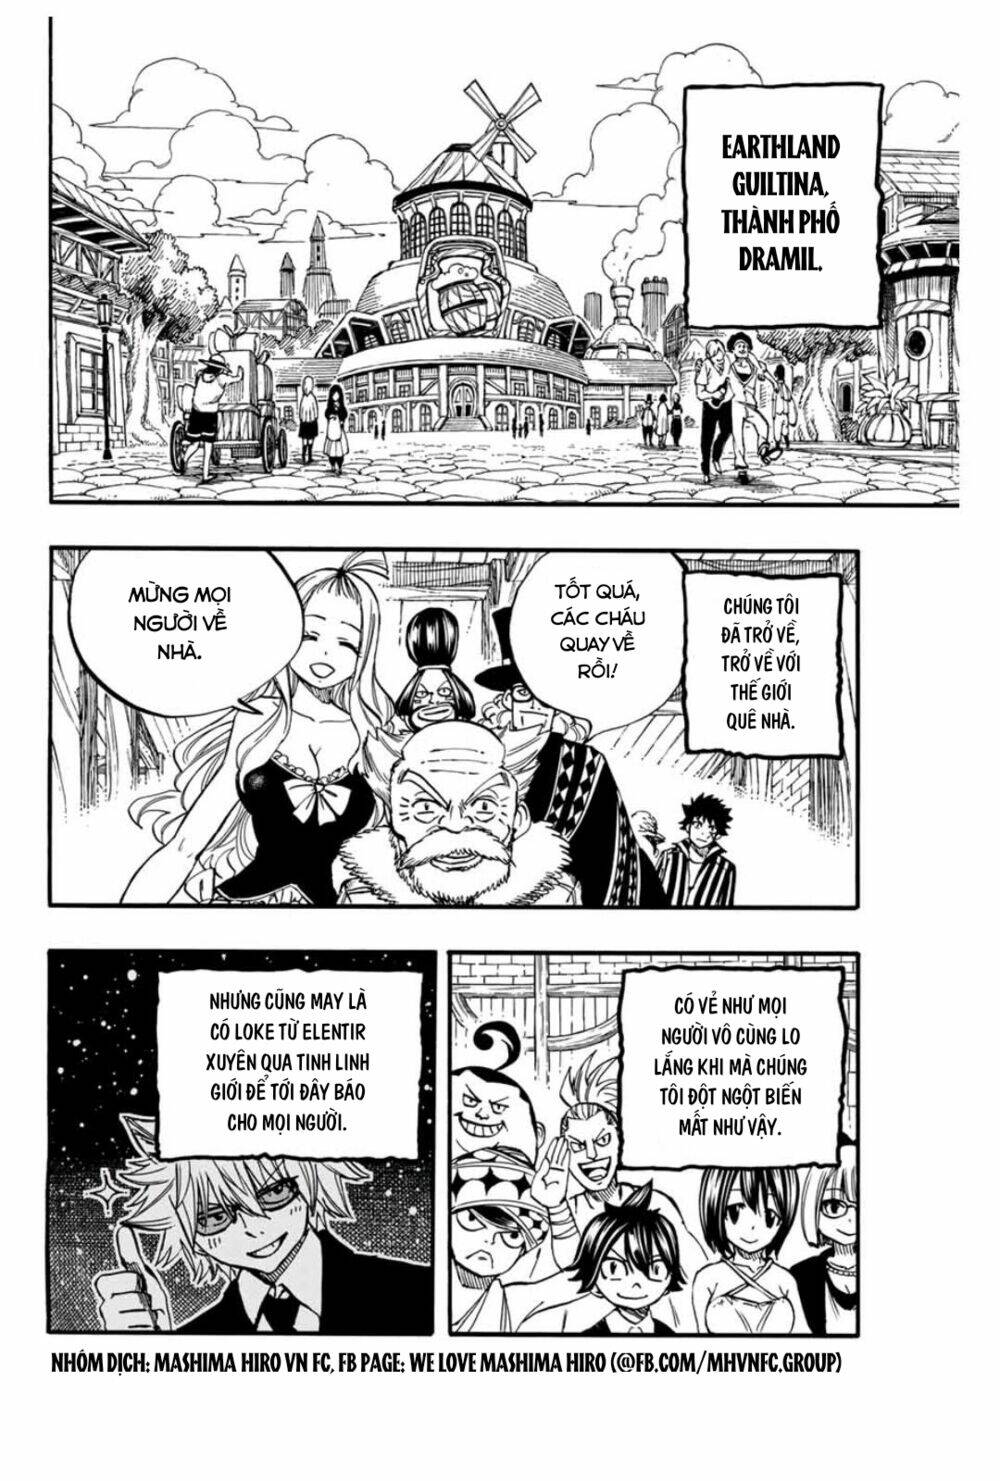 EARTHLAND
GUILTINA,
THÀNH PHỐ
DRAMIL.
MỪNG MỌI
NGƯỜI VỀ
NHÀ.
TỐT QUÁ,
CÁC CHÁU
QUAY VỀ
RỒI!
CHÚNG TÔI
ĐÃ TRỞ VỀ,
TRỞ VỀ VỚI
THẾ GIỚI
QUÊ NHÀ.
NHƯNG CŨNG MAY LÀ
CÓ LOKE TỪ ELENTIR
XUYÊN QUA TINH LINH
GIỚI ĐỂ TỚI ĐÂY BÁO
CHO MỌI NGƯỜI.
CÓ VẺ NHƯ MỌI
NGƯỜI VÔ CÙNG LO
LẮNG KHI MÀ CHÚNG
TÔI ĐỘT NGỘT BIẾN
MẤT NHƯ VẬY.
NHÓM DỊCH: MASHIMA HIRO VN FC, FB PAGE: WE LOVE MASHIMA HIRO (@FB.COM/MHVNFC.GROUP)